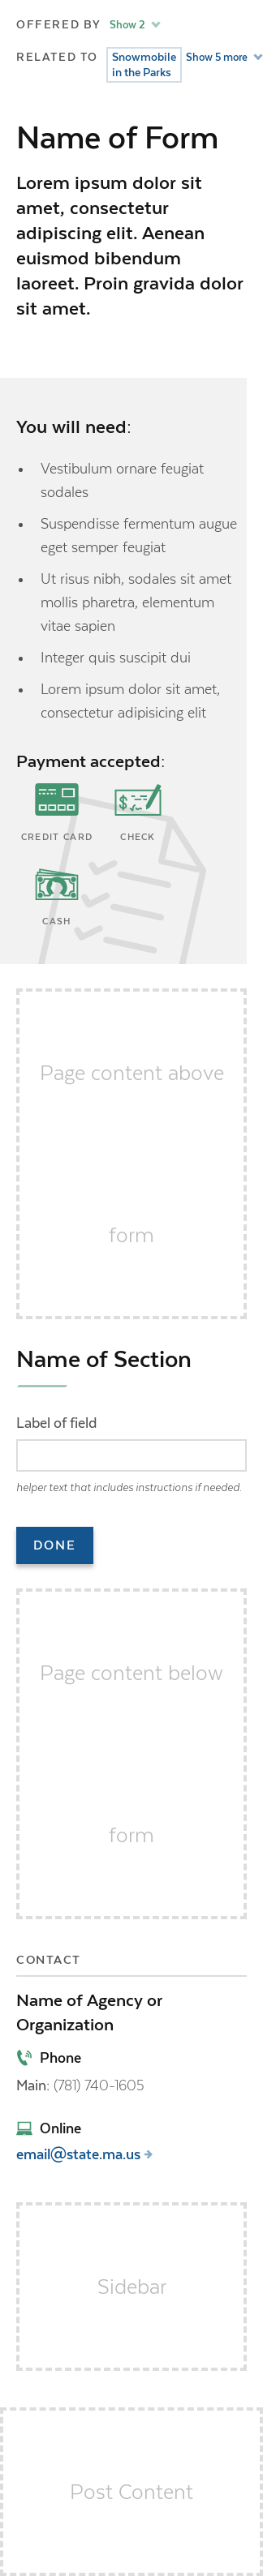 OFFERED BY Show 2
RELATED TO Snowmobile Show 5 more
in the Parks
Name of Form
Lorem ipsum dolor sit
amet, consectetur
adipiscing elit. Aenean
euismod bibendum
laoreet. Proin gravida dolor
sit amet.
You will need:
• Vestibulum ornare feugiat
sodales
• Suspendisse fermentum augue
eget semper feugiat
• Ut risus nibh, sodales sit amet
mollis pharetra, elementum
vitae sapien
• Integer quis suscipit dui
• Lorem ipsum dolor sit amet,
consectetur adipisicing elit
Payment accepted:
CREDIT CARD CHECK
CASH
Page content above
form
Name of Section
Label of field
helper text that includes instructions if needed.
DONE
Page content below
form
CONTACT
Name of Agency or
Organization
Phone
Main: (781) 740-1605
Online
email@state.ma.us
Sidebar
Post Content